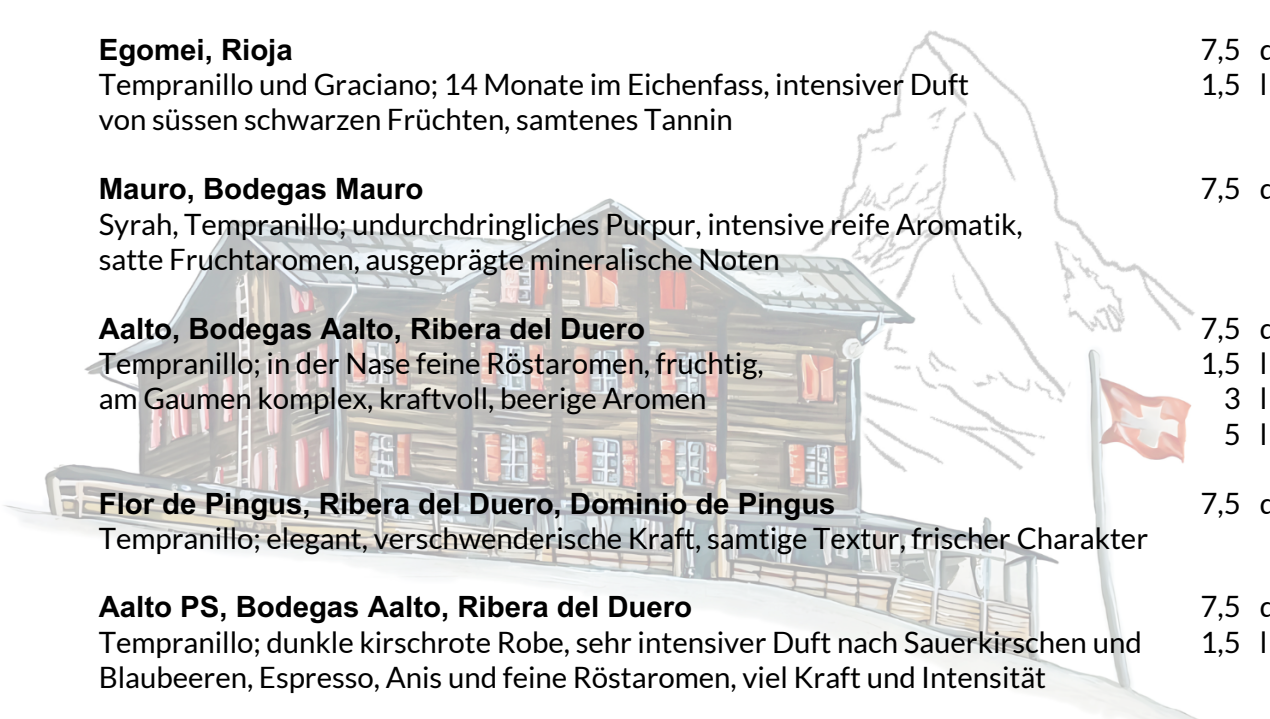 Egomei, Rioja 7,5
Tempranillo und Graciano; 14 Monate im Eichenfass, intensiver Duft 1,5 l
von süssen schwarzen Früchten, samtenes Tannin
Mauro, Bodegas Mauro 7,5
Syrah, Tempranillo; undurchdringliches Purpur, intensive reife Aromatik,
satte Fruchtaromen, ausgeprägte mineralische Noten
Aalto, Bodegas Aalto, Ribera del Duero 7,5
Tempranillo; in der Nase feine Röstaromen, fruchtig, 1,5 l
am Gaumen komplex, kraftvoll, beerige Aromen 3 l
5 l
Flor de Pingus, Ribera del Duero, Dominio de Pingus 7,5
Tempranillo; elegant, verschwenderische Kraft, samtige Textur, frischer Charakter
Aalto PS, Bodegas Aalto, Ribera del Duero 7,5
Tempranillo; dunkle kirschrote Robe, sehr intensiver Duft nach Sauerkirschen und 1,5 l
Blaubeeren, Espresso, Anis und feine Röstaromen, viel Kraft und Intensität